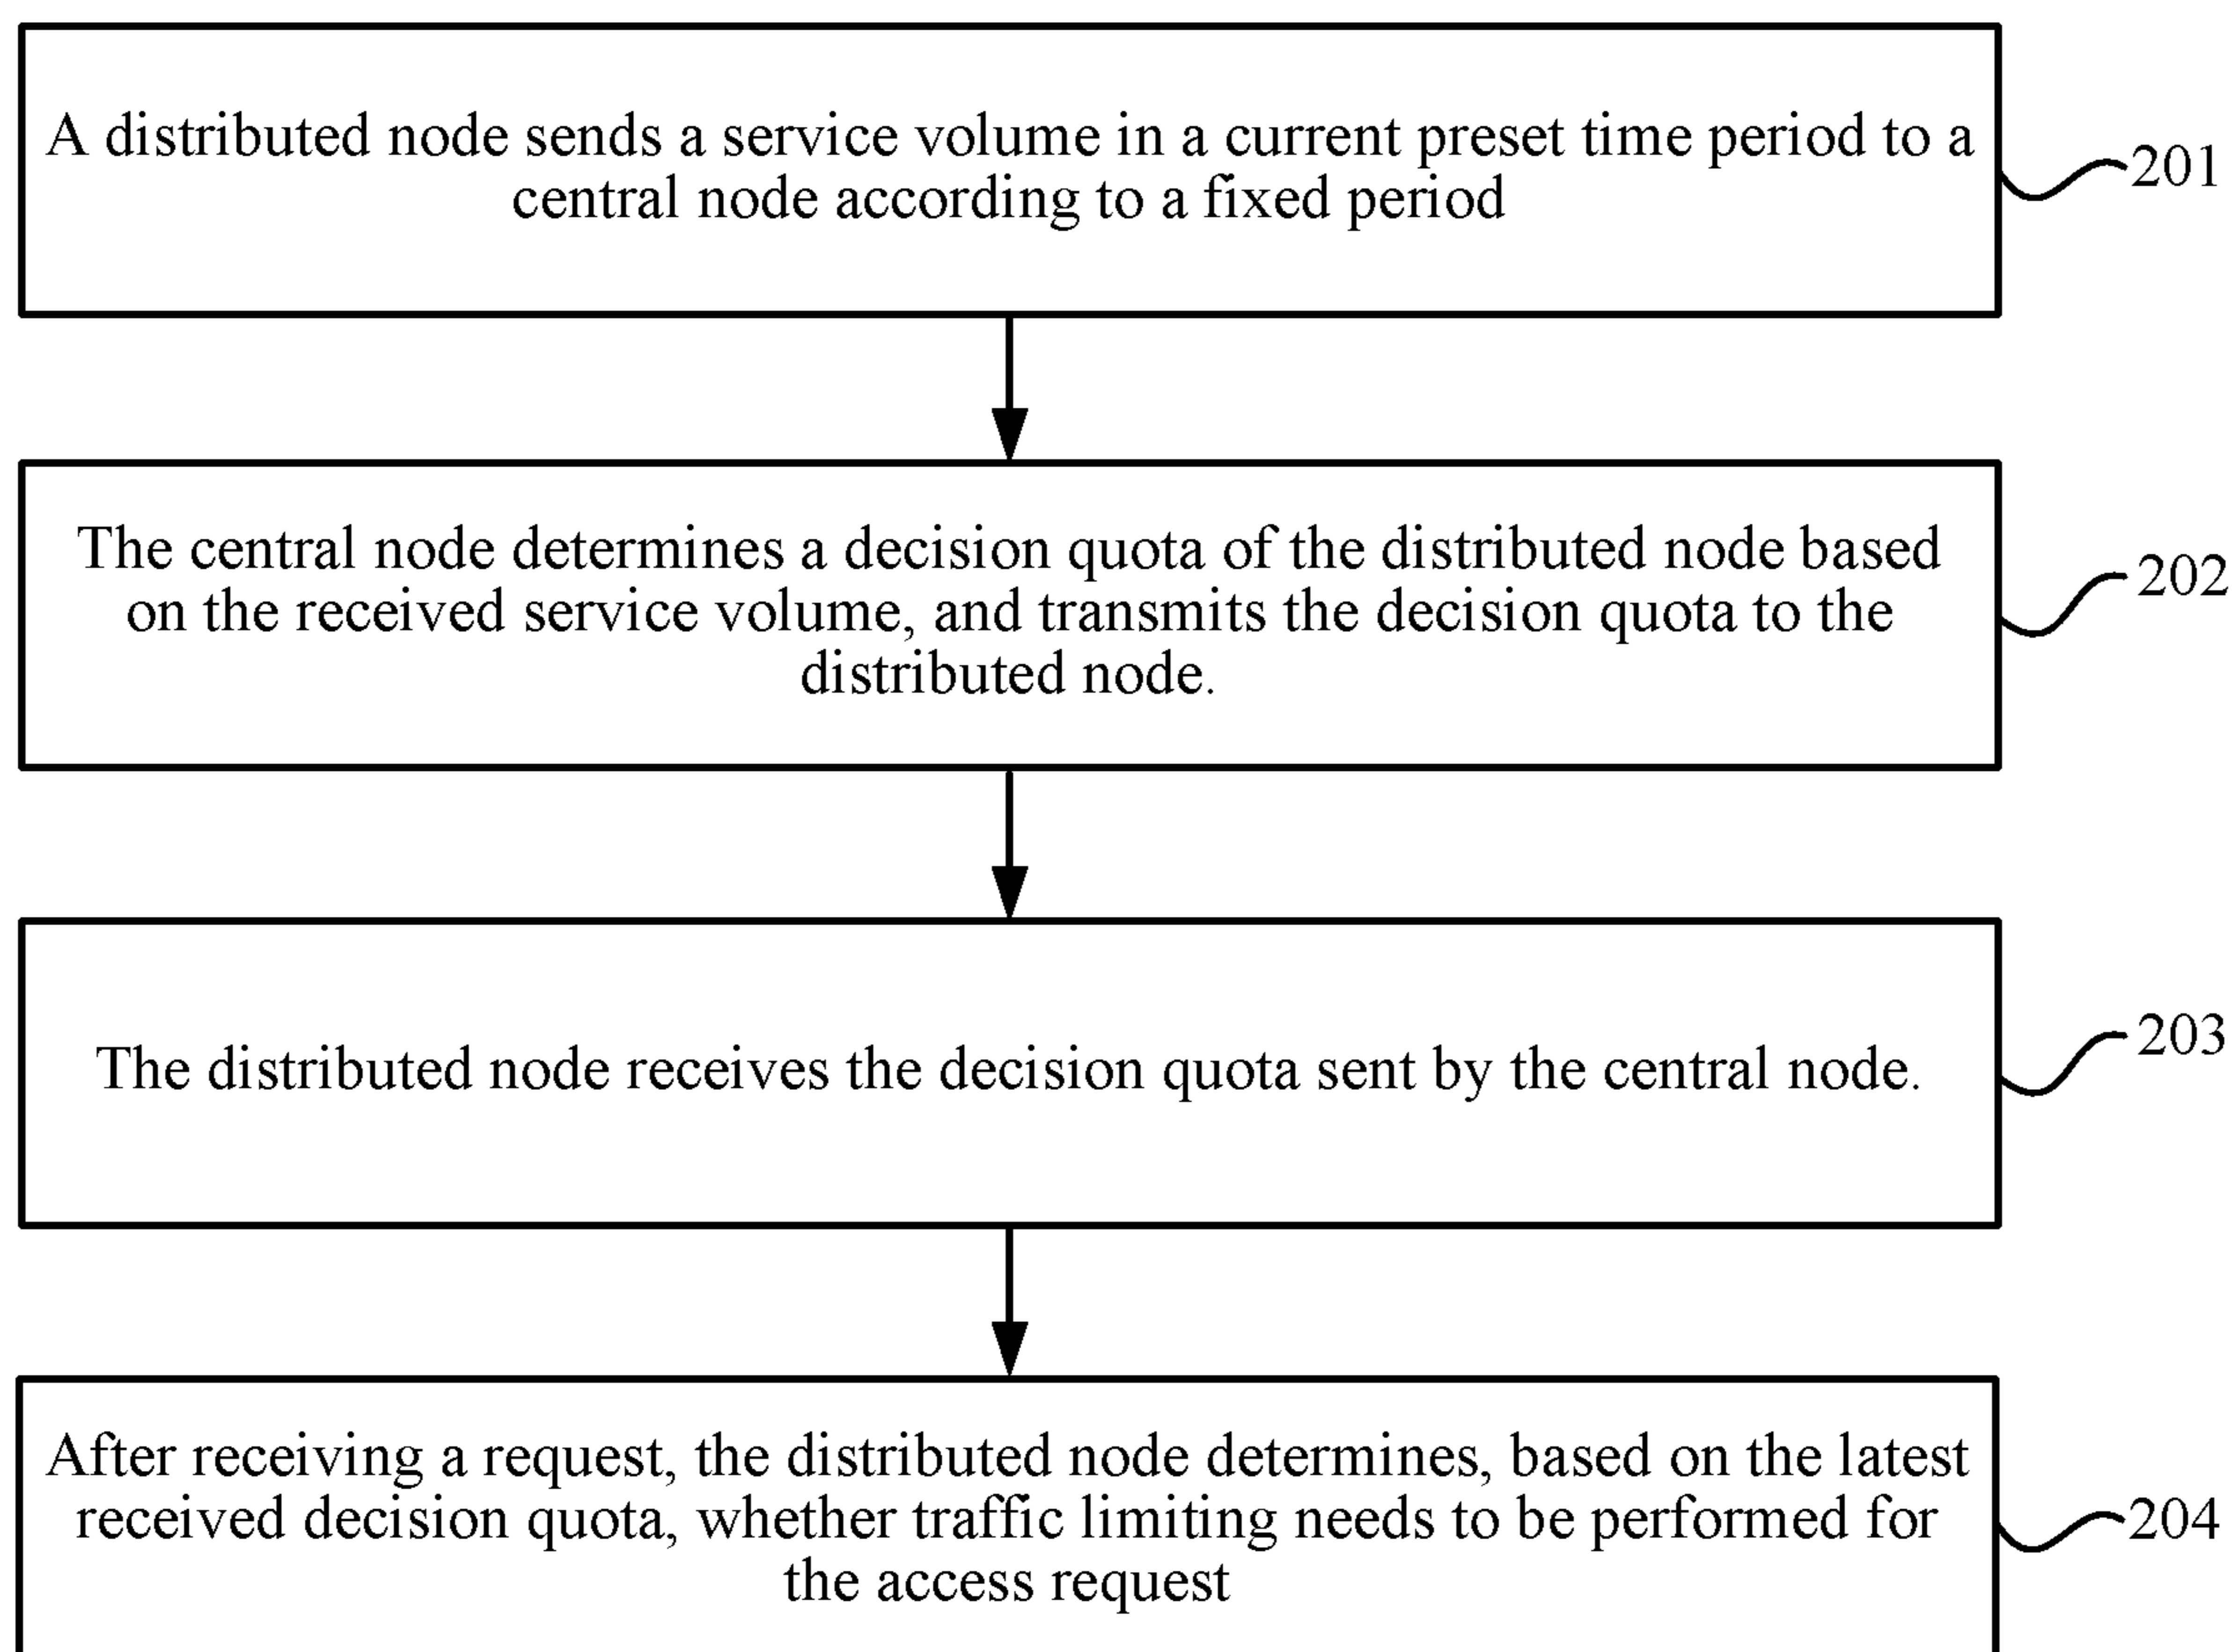 A distributed node sends a service volume in a current preset time period to a
central node according to a fixed period
201
The central node determines a decision quota of the distributed node based
on the received service volume, and transmits the decision quota to the
distributed node.
202
The distributed node receives the decision quota sent by the central node.
203
After receiving a request, the distributed node determines, based on the latest
received decision quota, whether traffic limiting needs to be performed for
the access request
204